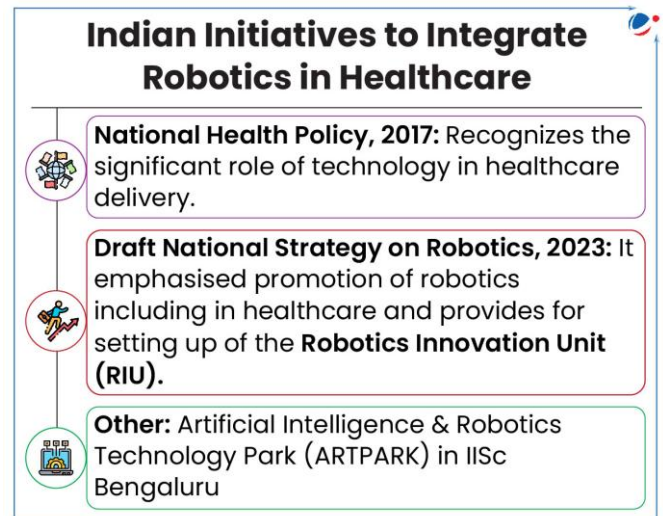 Indian Initiatives to Integrate
Robotics in Healthcare
National Health Policy, 2017: Recognizes the
significant role of technology in healthcare
delivery.
Draft National Strategy on Robotics, 2023: It
emphasised promotion of robotics
including in healthcare and provides for
setting up of the Robotics Innovation Unit
(RIU).
Other: Artificial Intelligence & Robotics
Technology Park (ARTPARK) in IISc
Bengaluru